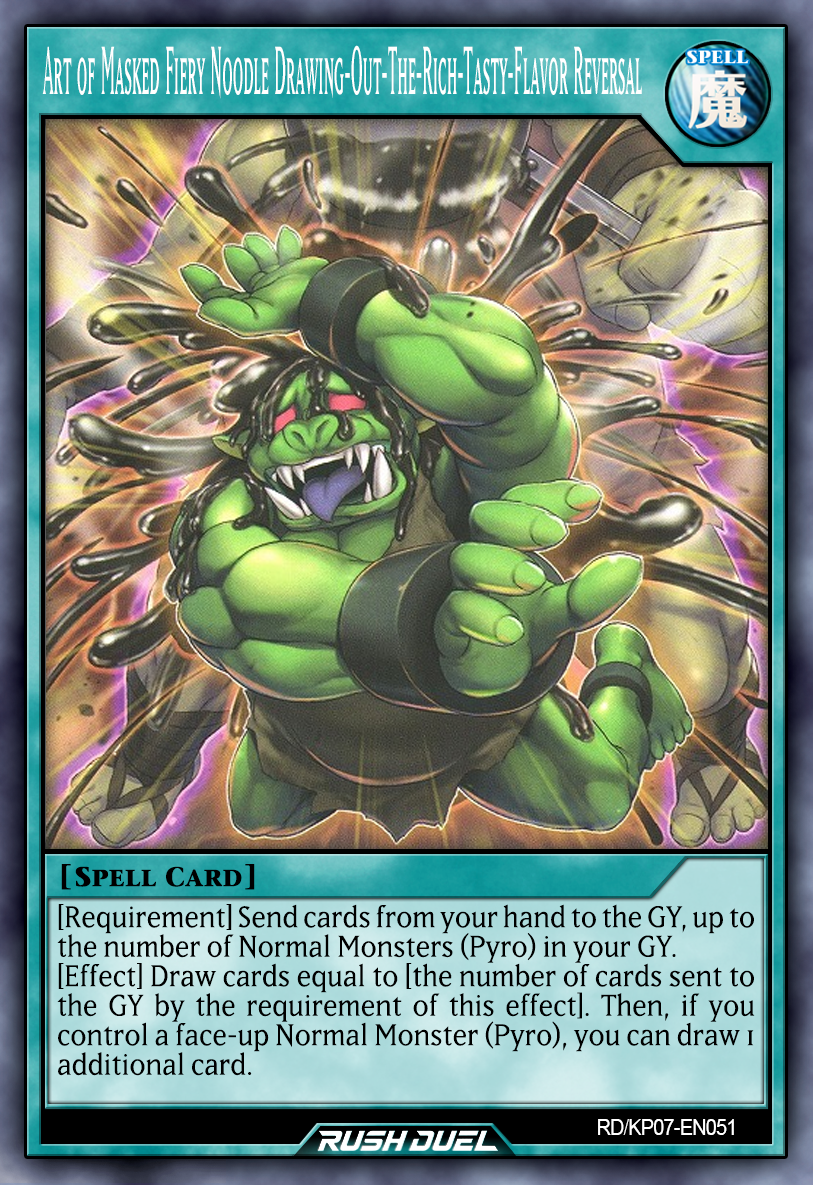 Art of Masked Fiery Noodle Drawing-Out-The-Rich-Tasty-Flavor Reversal
SPELL
魔
[Spell Card]
[Requirement] Send cards from your hand to the GY, up to
the number of Normal Monsters (Pyro) in your GY.
[Effect] Draw cards equal to [the number of cards sent to
the GY by the requirement of this effect]. Then, if you
control a face-up Normal Monster (Pyro), you can draw 1
additional card.
RD/KP07-EN051
RUSH DUEL